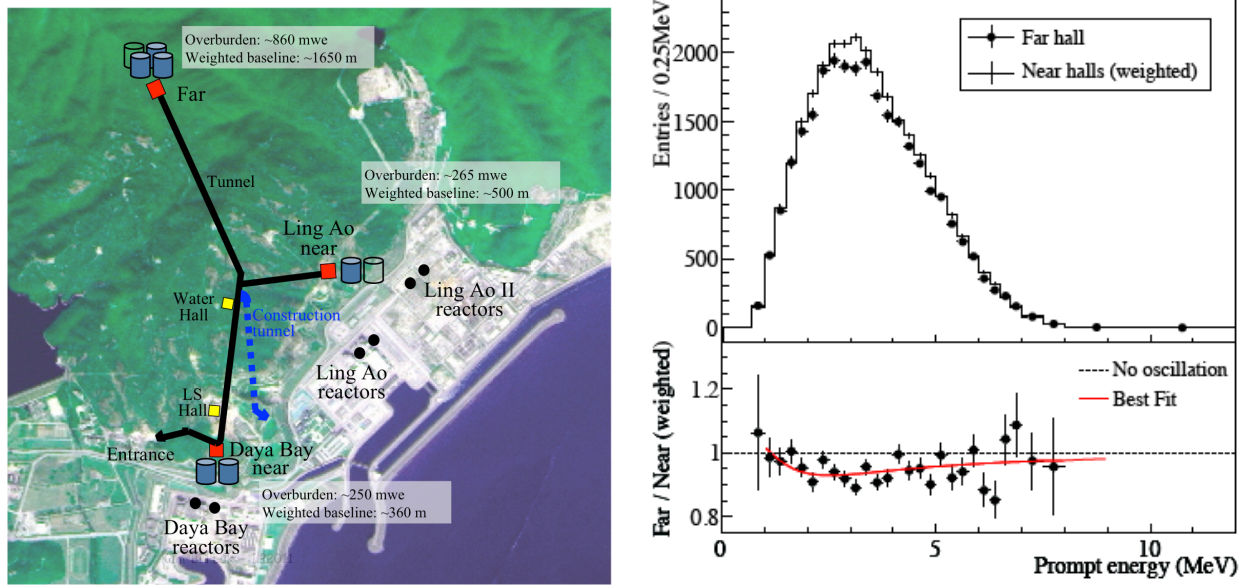 Overburden: ~860 mwe
Weighted baseline: ~1650 m
Far
Tunnel
Overburden: ~265 mwe
Weighted baseline: ~500 m
Ling Ao
near
Ling Ao II
reactors
Water
Hall
Construction
tunnel
Ling Ao
reactors
LS
Hall
Entrance
Daya Bay
near
Overburden: ~250 mwe
Weighted baseline: ~360 m
Daya Bay
reactors
Entries / 0.25MeV
2000
1500
1000
500
0
Far hall
Near halls (weighted)
Far / Near (weighted)
1.2
1
0.8
No oscillation
Best Fit
0
5
10
Prompt energy (MeV)